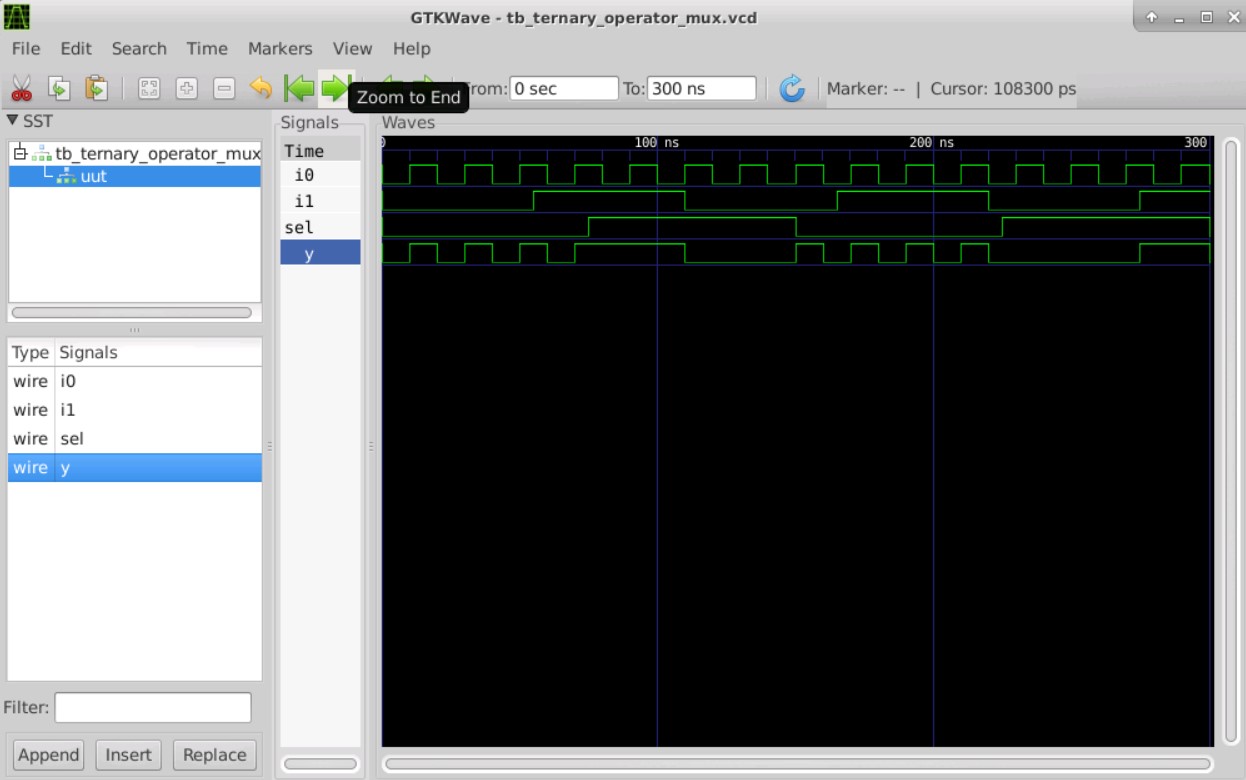 GTKWave - tb_ternary_operator_mux.vcd
File Edit Search Time Markers View Help
Zoom to End
From: 0 sec To: 300 ns Marker: -- | Cursor: 108300 ps
SST
tb_ternary_operator_mux
uut
Type Signals
wire i0
wire i1
wire sel
wire y
Filter:
Append Insert Replace
Signals
Time
i0
i1
sel
y
Waves
0 100 ns 200 ns 300